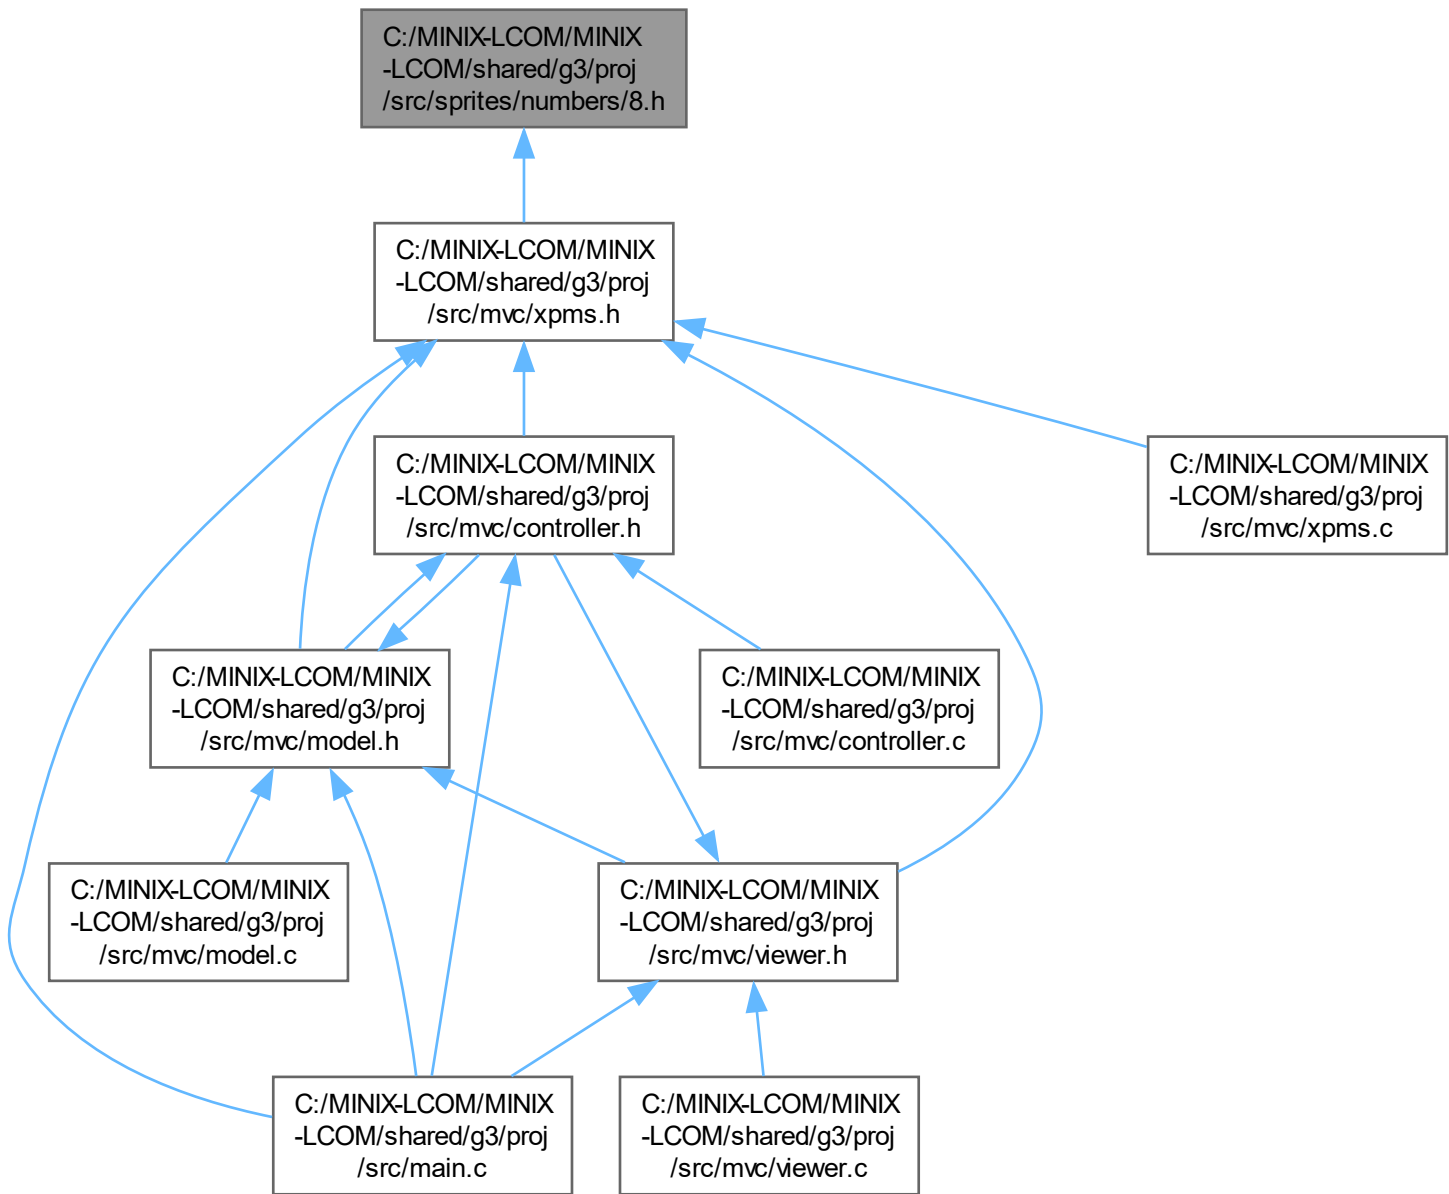 C:/MINIX-LCOM/MINIX
-LCOM/shared/g3/proj
/src/sprites/numbers/8.h
C:/MINIX-LCOM/MINIX
-LCOM/shared/g3/proj
/src/mvc/xpms.h
C:/MINIX-LCOM/MINIX
-LCOM/shared/g3/proj
/src/mvc/controller.h
C:/MINIX-LCOM/MINIX
-LCOM/shared/g3/proj
/src/mvc/xpms.c
C:/MINIX-LCOM/MINIX
-LCOM/shared/g3/proj
/src/mvc/model.h
C:/MINIX-LCOM/MINIX
-LCOM/shared/g3/proj
/src/mvc/controller.c
C:/MINIX-LCOM/MINIX
-LCOM/shared/g3/proj
/src/mvc/model.c
C:/MINIX-LCOM/MINIX
-LCOM/shared/g3/proj
/src/mvc/viewer.h
C:/MINIX-LCOM/MINIX
-LCOM/shared/g3/proj
/src/main.c
C:/MINIX-LCOM/MINIX
-LCOM/shared/g3/proj
/src/mvc/viewer.c